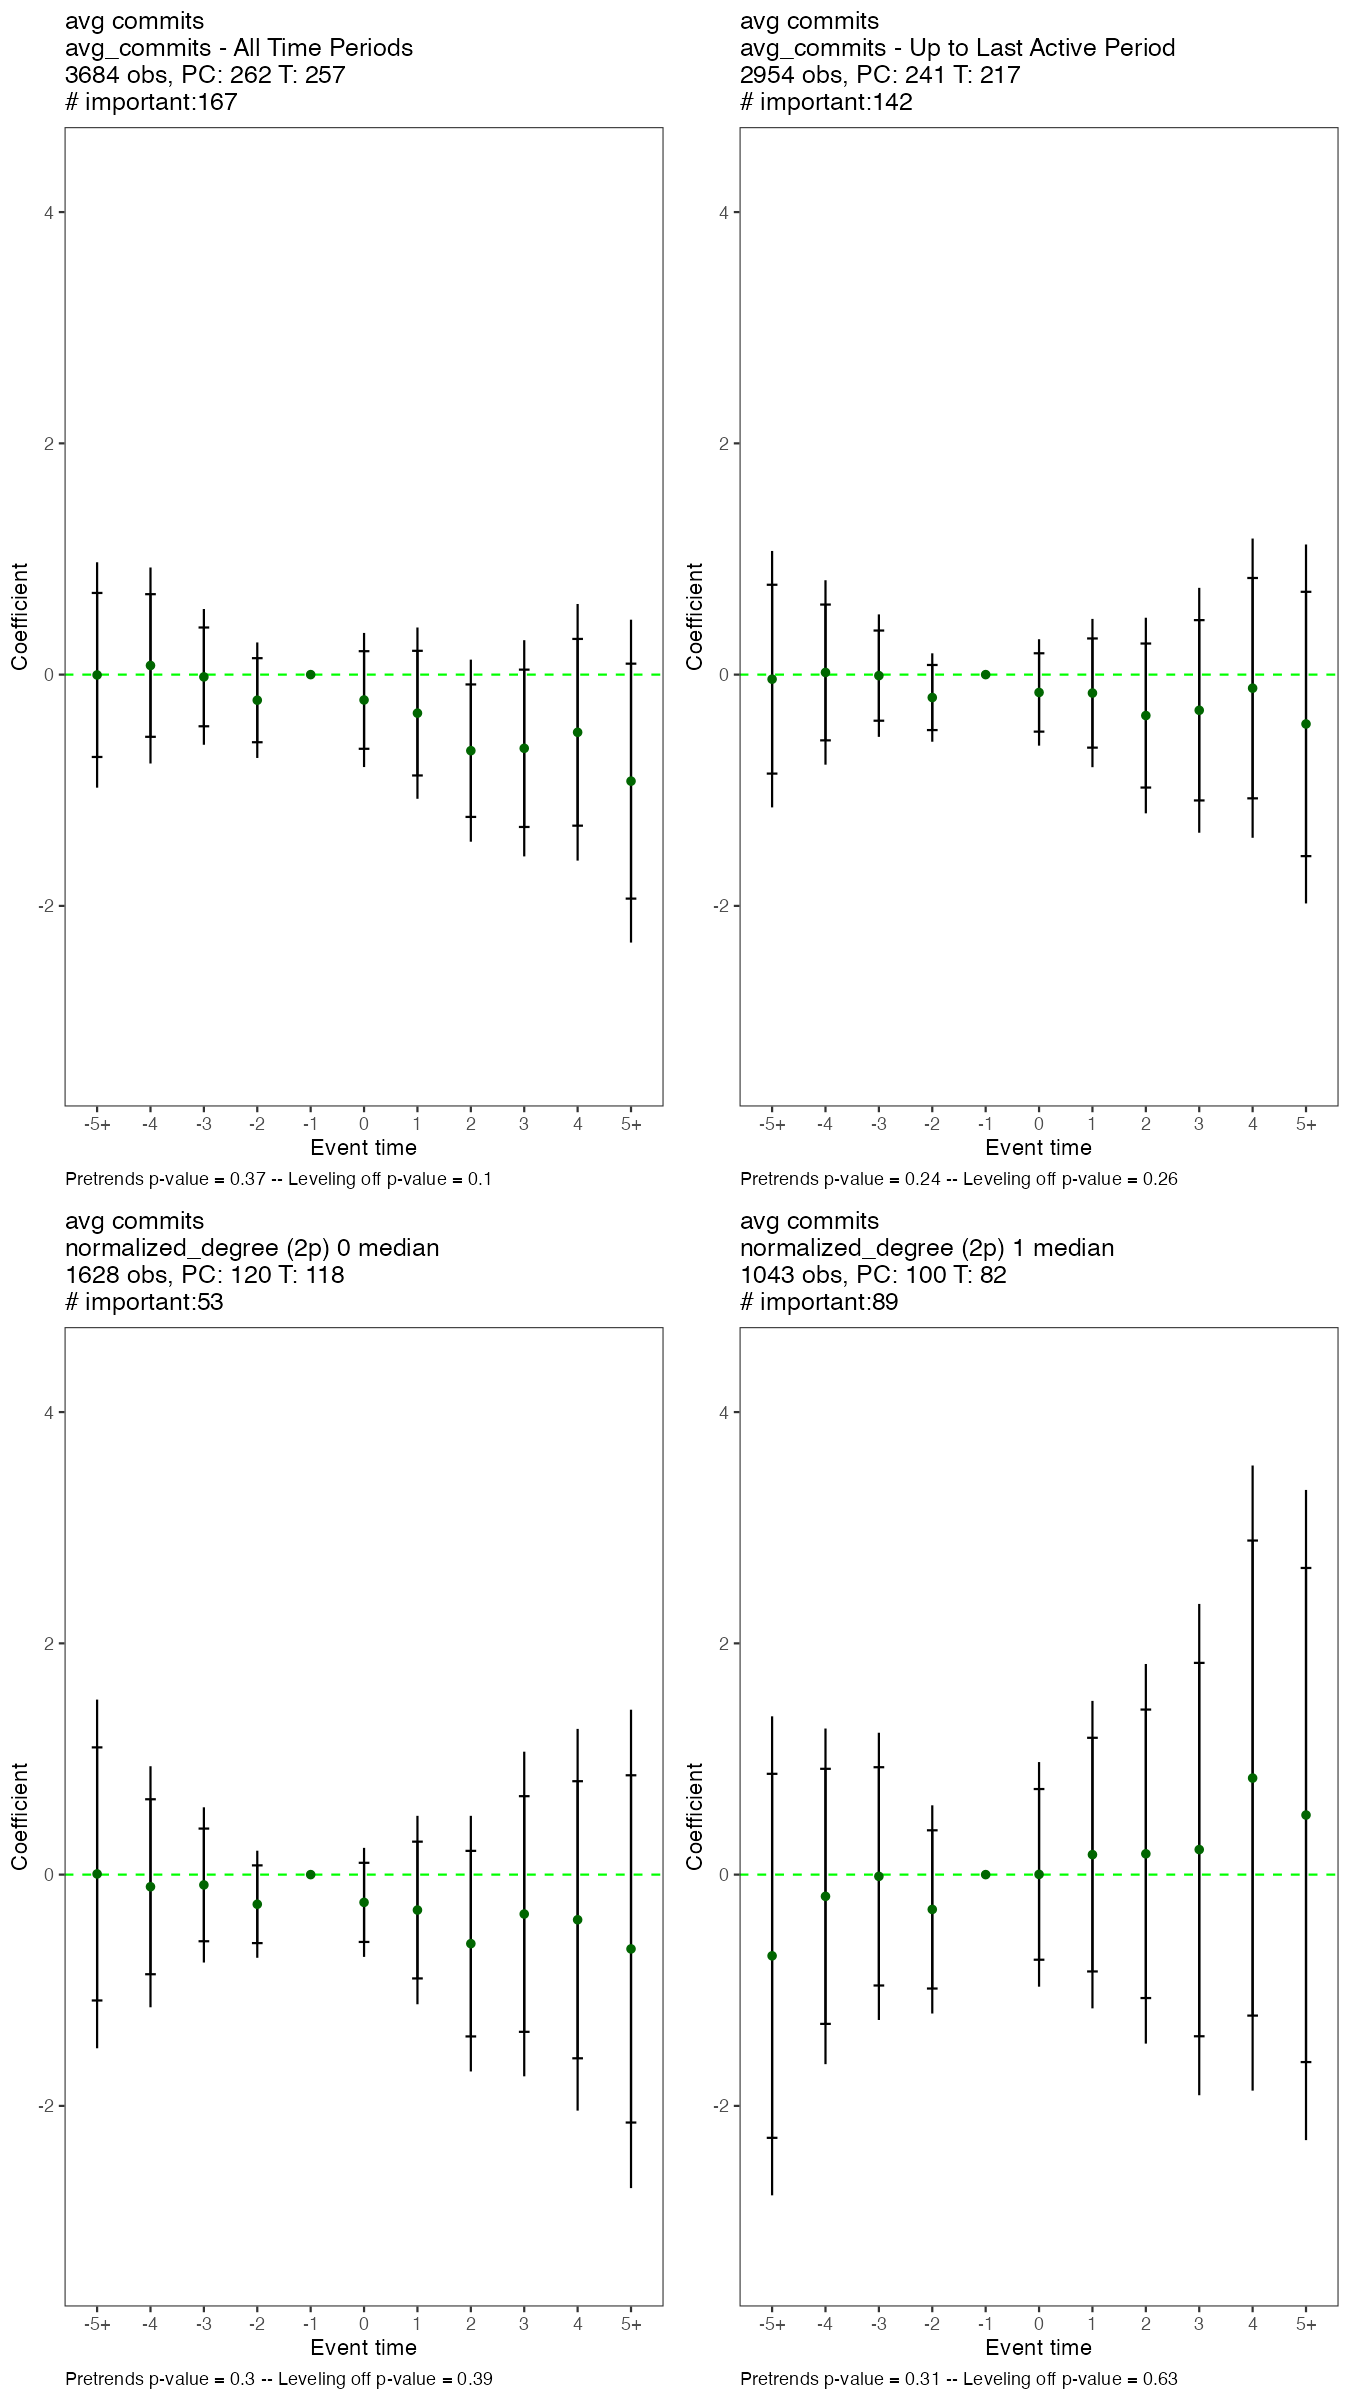 avg commits
avg_commits - All Time Periods
3684 obs, PC: 262 T: 257
# important:167
4
2
0
-2
Coefficient
-5+ -4 -3 -2 -1 0 1 2 3 4 5+
Event time
Pretrends p-value = 0.37 -- Leveling off p-value = 0.1
avg commits
avg_commits - Up to Last Active Period
2954 obs, PC: 241 T: 217
# important:142
4
2
0
-2
Coefficient
-5+ -4 -3 -2 -1 0 1 2 3 4 5+
Event time
Pretrends p-value = 0.24 -- Leveling off p-value = 0.26
avg commits
normalized_degree (2p) 0 median
1628 obs, PC: 120 T: 118
# important:53
4
2
0
-2
Coefficient
-5+ -4 -3 -2 -1 0 1 2 3 4 5+
Event time
Pretrends p-value = 0.3 -- Leveling off p-value = 0.39
avg commits
normalized_degree (2p) 1 median
1043 obs, PC: 100 T: 82
# important:89
4
2
0
-2
Coefficient
-5+ -4 -3 -2 -1 0 1 2 3 4 5+
Event time
Pretrends p-value = 0.31 -- Leveling off p-value = 0.63